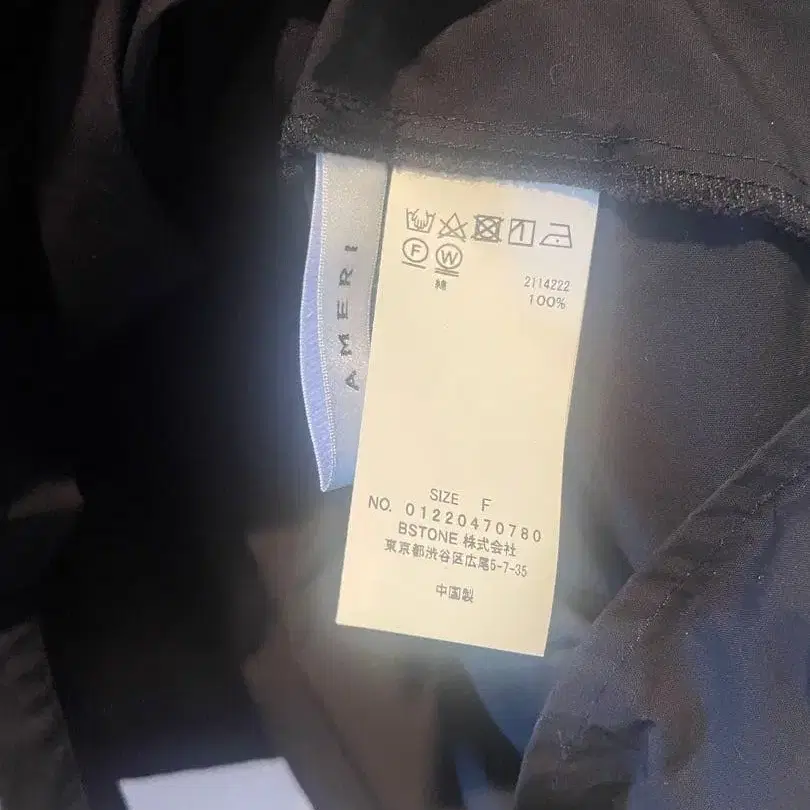 AMERI
F W
綿 2114222
100%
SIZE F
NO. 01220470780
BSTONE 株式会社
東京都渋谷区広尾5-7-35
中国製